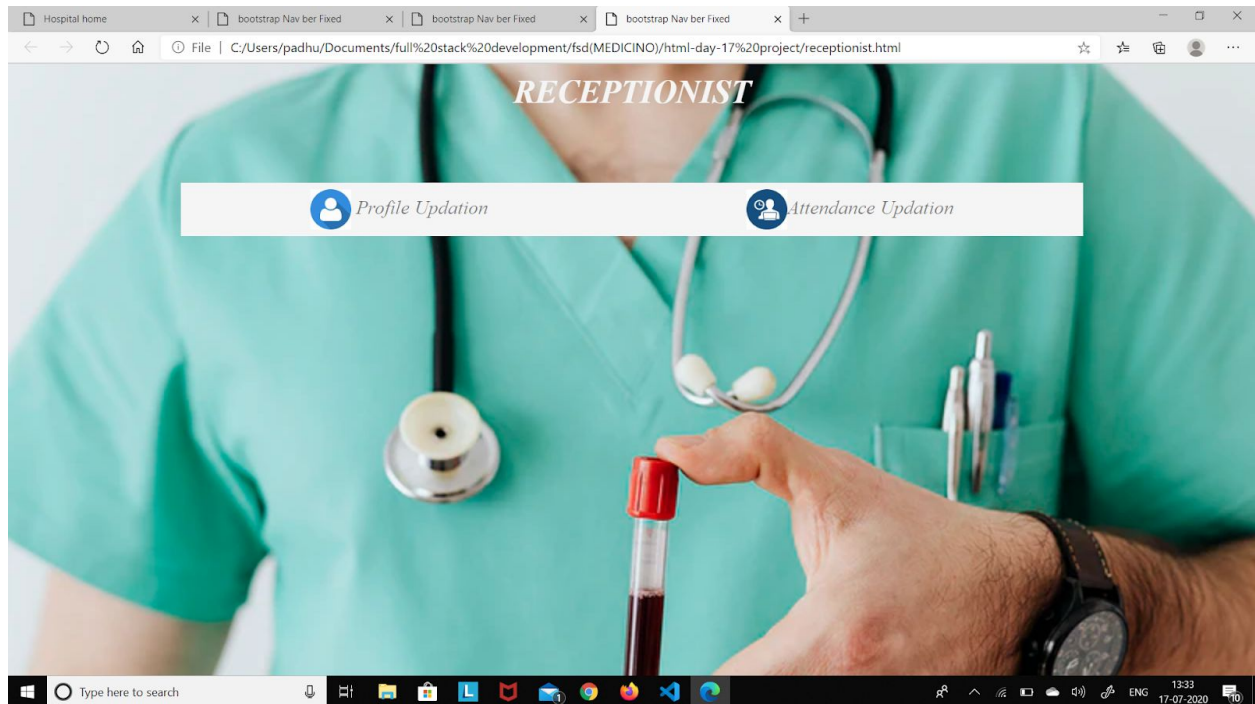 Hospital home
bootstrap Nav ber Fixed
bootstrap Nav ber Fixed
bootstrap Nav ber Fixed
File | C:/Users/padhu/Documents/full%20stack%20development/fsd(MEDICINO)/html-day-17%20project/receptionist.html
RECEPTIONIST
Profile Updation
Attendance Updation
Type here to search
L
1
ENG
13:33
17-07-2020
10